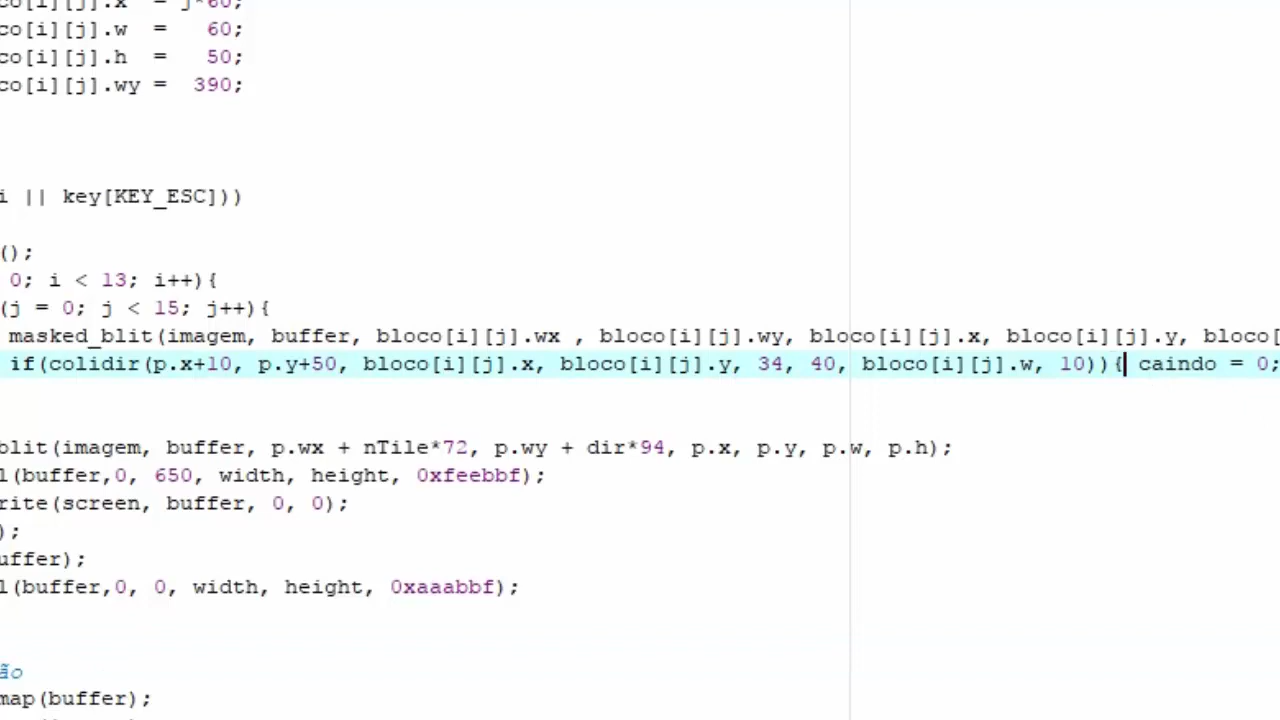 co[i][j].x = j*60;
co[i][j].w = 60;
co[i][j].h = 50;
co[i][j].wy = 390;
i || key[KEY_ESC]))
();
0; i < 13; i++){
(j = 0; j < 15; j++){
masked_blit(imagem, buffer, bloco[i][j].wx , bloco[i][j].wy, bloco[i][j].x, bloco[i][j].y, bloco[
if(colidir(p.x+10, p.y+50, bloco[i][j].x, bloco[i][j].y, 34, 40, bloco[i][j].w, 10)){ caindo = 0;
blit(imagem, buffer, p.wx + nTile*72, p.wy + dir*94, p.x, p.y, p.w, p.h);
l(buffer,0, 650, width, height, 0xfeebbf);
rite(screen, buffer, 0, 0);
);
uffer);
l(buffer,0, 0, width, height, 0xaaabbf);
ão
map(buffer);